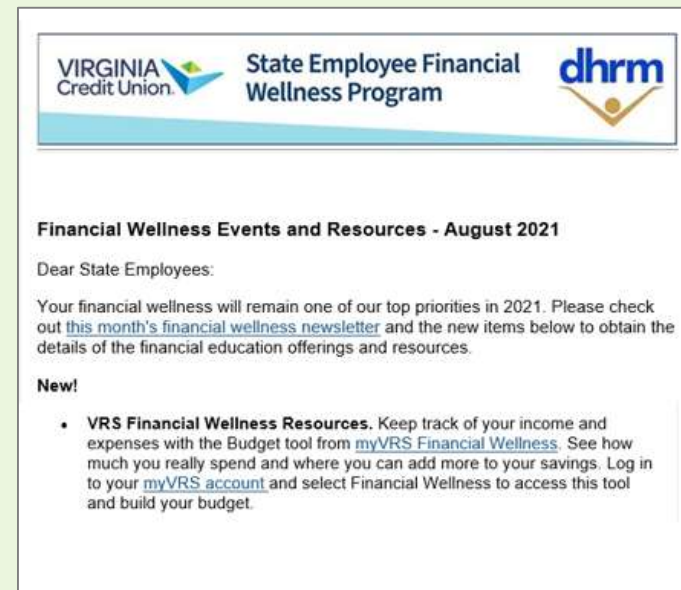 VIRGINIA
Credit Union.
State Employee Financial
Wellness Program
dhrm
Financial Wellness Events and Resources - August 2021
Dear State Employees:
Your financial wellness will remain one of our top priorities in 2021. Please check
out this month's financial wellness newsletter and the new items below to obtain the
details of the financial education offerings and resources.
New!
• VRS Financial Wellness Resources. Keep track of your income and
expenses with the Budget tool from myVRS Financial Wellness. See how
much you really spend and where you can add more to your savings. Log in
to your myVRS account and select Financial Wellness to access this tool
and build your budget.